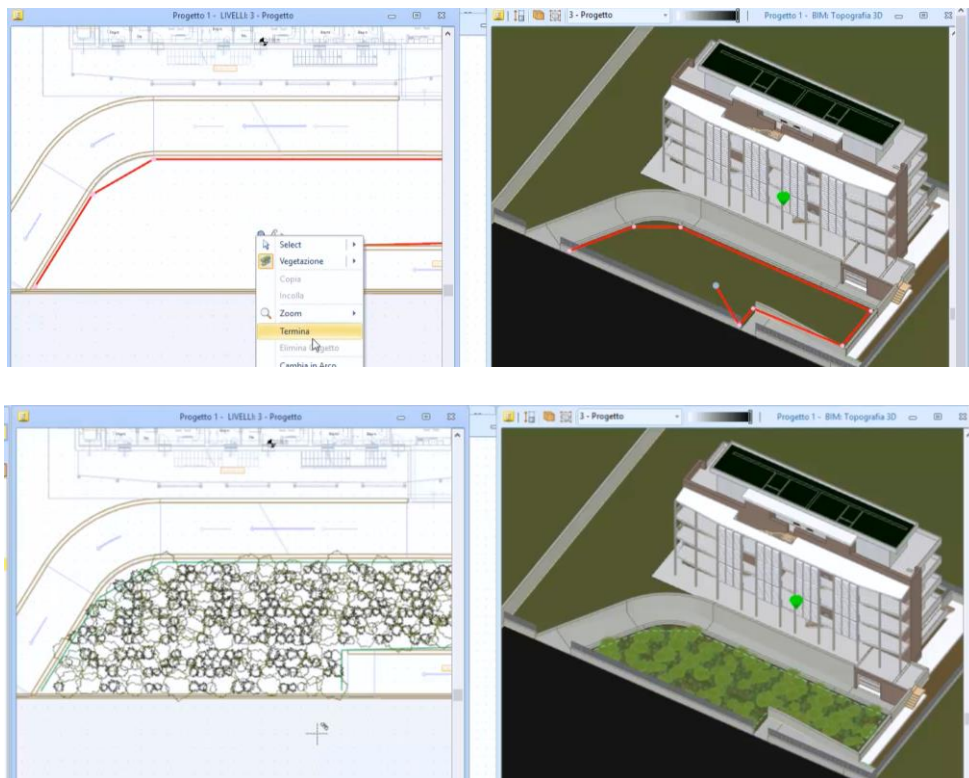 Progetto 1 - LIVELLI: 3 - Progetto
3 - Progetto
Progetto 1 - BIM: Topografia 3D
Select
Vegetazione
Copia
Incolla
Zoom
Termina
Elimina Oggetto
Cambia in Arco
Progetto 1 - LIVELLI: 3 - Progetto
3 - Progetto
Progetto 1 - BIM: Topografia 3D